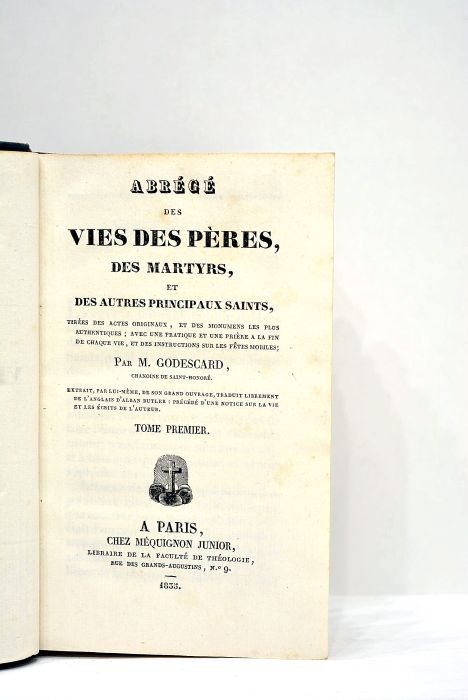 ABRÉGÉ
DES
VIES DES PÈRES,
DES MARTYRS,
ET
DES AUTRES PRINCIPAUX SAINTS,
TIRÉES DES ACTES ORIGINAUX, ET DES MONUMENS LES PLUS
AUTHENTIQUES; AVEC UNE PRATIQUE ET UNE PRIÈRE A LA FIN
DE CHAQUE VIE, ET DES INSTRUCTIONS SUR LES FÊTES MOBILES;
PAR M. GODESCARD,
CHANOINE DE SAINT-HONORÉ.
EXTRAIT, PAR LUI-MÊME, DE SON GRAND OUVRAGE, TRADUIT LIBREMENT
DE L'ANGLAIS D'ALBAN BUTLER: PRÉCÉDÉ D'UNE NOTICE SUR LA VIE
ET LES ÉCRITS DE L'AUTEUR.
TOME PREMIER.
A PARIS,
CHEZ MÉQUIGNON JUNIOR,
LIBRAIRE DE LA FACULTÉ DE THÉOLOGIE,
RUE DES GRANDS-AUGUSTINS, N.º 9.
1835.